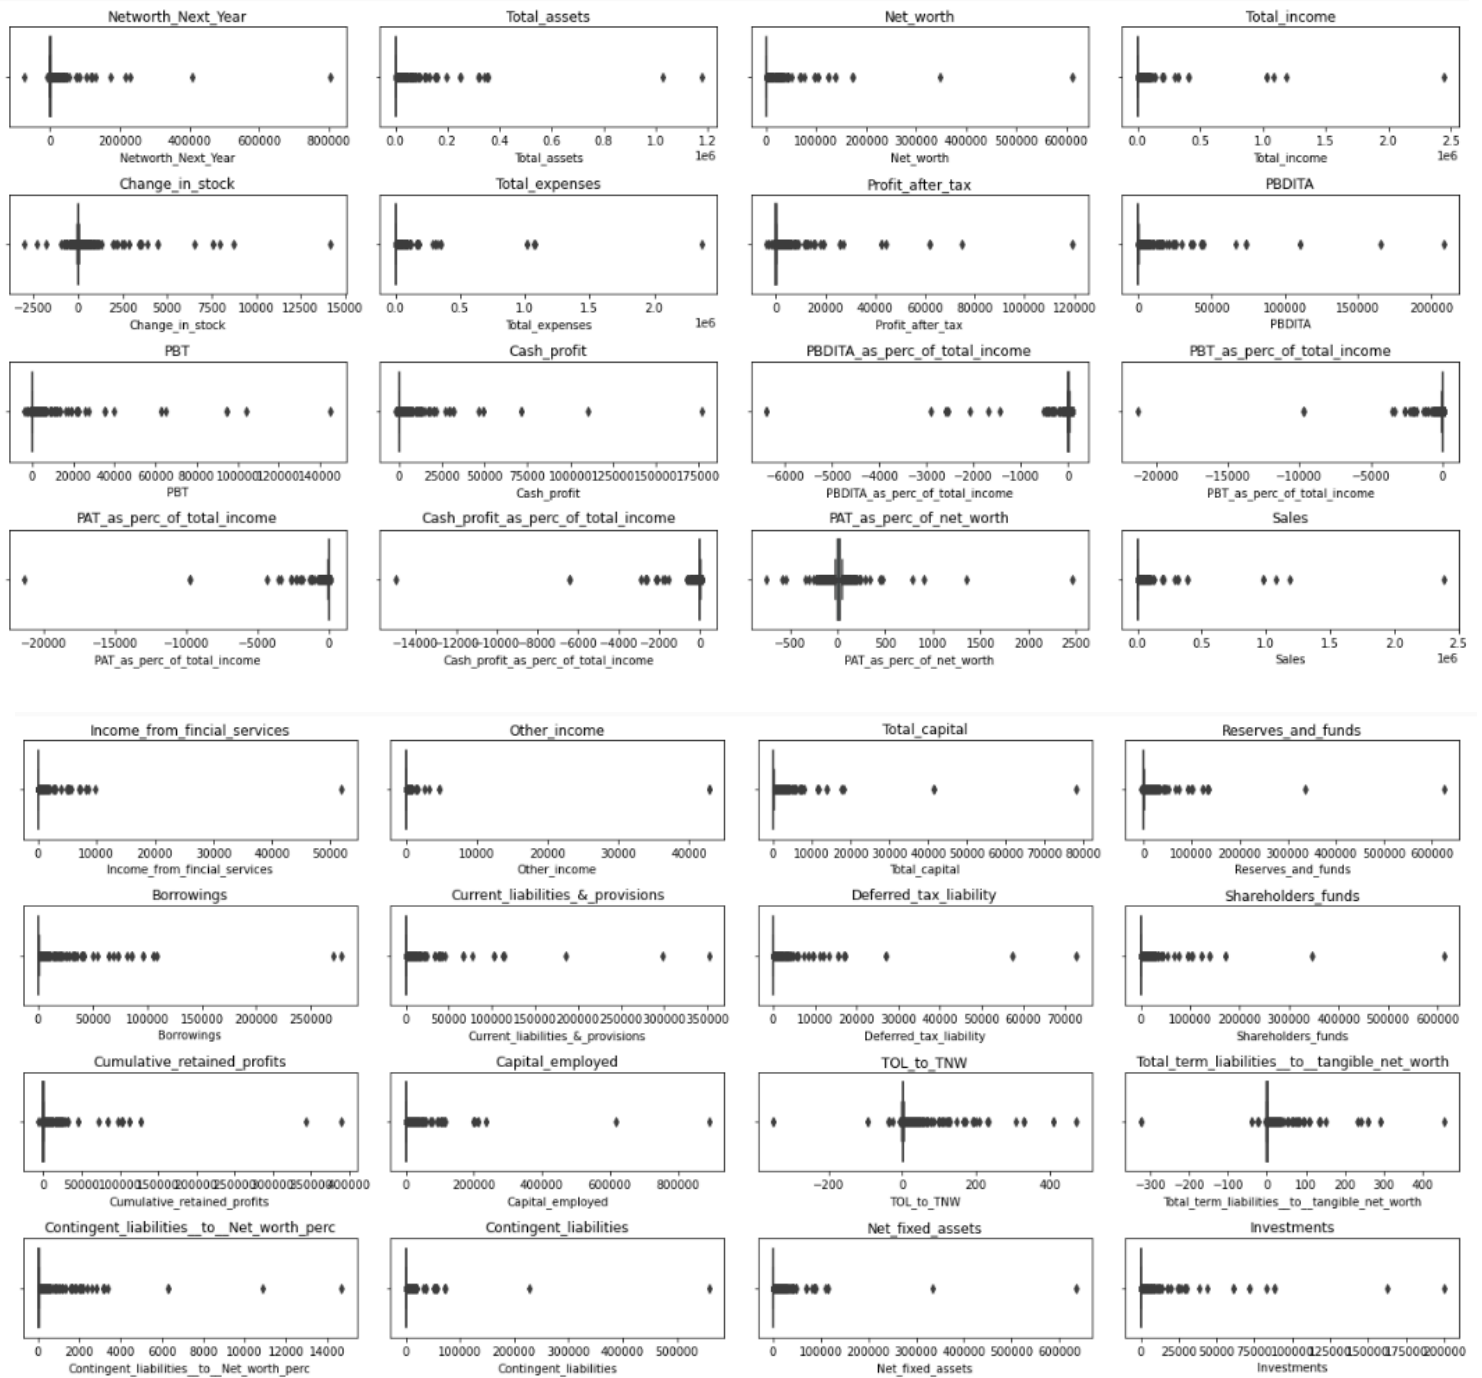 Networth_Next_Year Total_assets Net_worth Total_income
0 200000 400000 600000 800000 0.0 0.2 0.4 0.6 0.8 1.0 1.2 0 100000 200000 300000 400000 500000 600000 0.0 0.5 1.0 1.5 2.0 2.5
Networth_Next_Year Total_assets 1e6 Net_worth Total_income 1e6
Change_in_stock Total_expenses Profit_after_tax PBDITA
−2500 0 2500 5000 7500 10000 12500 15000 0.0 0.5 1.0 1.5 2.0 0 20000 40000 60000 80000 100000 120000 0 50000 100000 150000 200000
Change_in_stock Total_expenses 1e6 Profit_after_tax PBDITA
PBT Cash_profit PBDITA_as_perc_of_total_income PBT_as_perc_of_total_income
0 20000 40000 60000 80000 100000 120000 140000 0 25000 50000 75000 100000 125000 150000 175000 −6000 −5000 −4000 −3000 −2000 −1000 0 −20000 −15000 −10000 −5000 0
PBT Cash_profit PBDITA_as_perc_of_total_income PBT_as_perc_of_total_income
PAT_as_perc_of_total_income Cash_profit_as_perc_of_total_income PAT_as_perc_of_net_worth Sales
−20000 −15000 −10000 −5000 0 −14000 −12000 −10000 −8000 −6000 −4000 −2000 0 −500 0 500 1000 1500 2000 2500 0.0 0.5 1.0 1.5 2.0 2.5
PAT_as_perc_of_total_income Cash_profit_as_perc_of_total_income PAT_as_perc_of_net_worth Sales 1e6
Income_from_fincial_services Other_income Total_capital Reserves_and_funds
0 10000 20000 30000 40000 50000 0 10000 20000 30000 40000 0 10000 20000 30000 40000 50000 60000 70000 80000 0 100000 200000 300000 400000 500000 600000
Income_from_fincial_services Other_income Total_capital Reserves_and_funds
Borrowings Current_liabilities_&_provisions Deferred_tax_liability Shareholders_funds
0 50000 100000 150000 200000 250000 0 50000 100000 150000 200000 250000 300000 350000 0 10000 20000 30000 40000 50000 60000 70000 0 100000 200000 300000 400000 500000 600000
Borrowings Current_liabilities_&_provisions Deferred_tax_liability Shareholders_funds
Cumulative_retained_profits Capital_employed TOL_to_TNW Total_term_liabilities__to__tangible_net_worth
0 50000 100000 150000 200000 250000 300000 350000 400000 0 200000 400000 600000 800000 −200 0 200 400 −300 −200 −100 0 100 200 300 400
Cumulative_retained_profits Capital_employed TOL_to_TNW Total_term_liabilities__to__tangible_net_worth
Contingent_liabilities__to__Net_worth_perc Contingent_liabilities Net_fixed_assets Investments
0 2000 4000 6000 8000 10000 12000 14000 0 100000 200000 300000 400000 500000 0 100000 200000 300000 400000 500000 600000 0 25000 50000 75000 100000 125000 150000 175000 200000
Contingent_liabilities__to__Net_worth_perc Contingent_liabilities Net_fixed_assets Investments